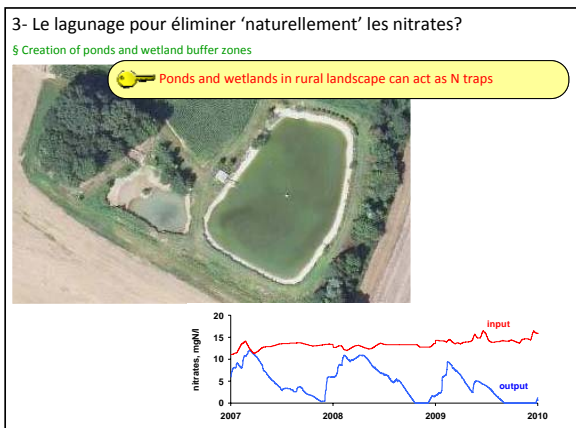 3- Le lagunage pour éliminer ‘naturellement’ les nitrates?
§ Creation of ponds and wetland buffer zones
Ponds and wetlands in rural landscape can act as N traps
nitrates, mgN/l
20
15
10
5
0
input
output
2007
2008
2009
2010